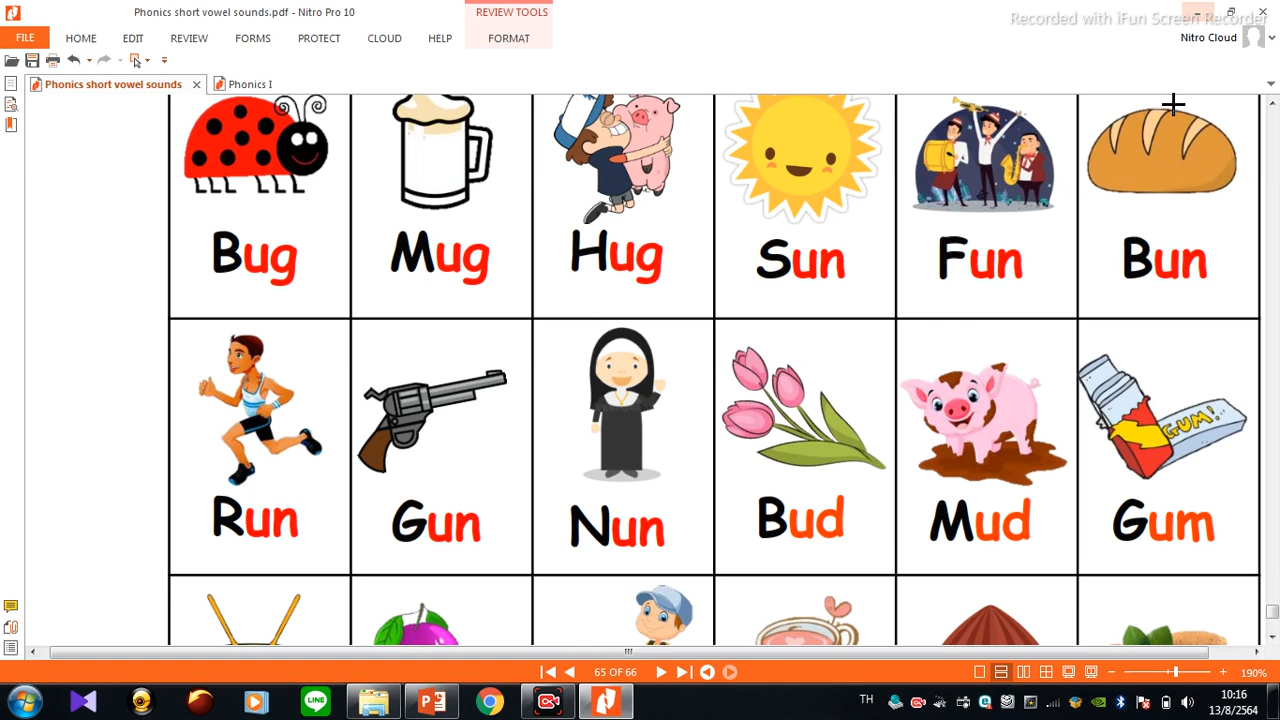 Phonics short vowel sounds.pdf - Nitro Pro 10
REVIEW TOOLS
Recorded with iFun Screen Recorder
FILE HOME EDIT REVIEW FORMS PROTECT CLOUD HELP FORMAT
Nitro Cloud
Phonics short vowel sounds
Phonics I
Bug Mug Hug Sun Fun Bun
GUM!
Run Gun Nun Bud Mud Gum
65 OF 66
190%
LINE
TH
10:16
13/8/2564